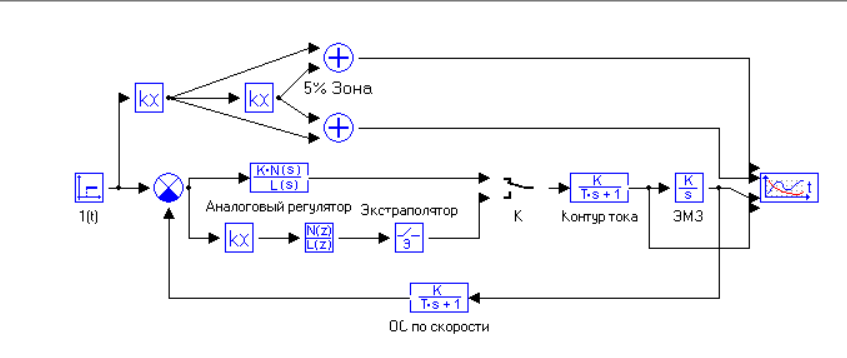 kx
kx
5% Зона
K·N(s)
L(s)
K
T·s+1
K
s
t
1(t)
Аналоговый регулятор
Экстраполятор
К
Контур тока
ЭМЗ
kx
N(z)
L(z)
Э
K
T·s+1
ОС по скорости